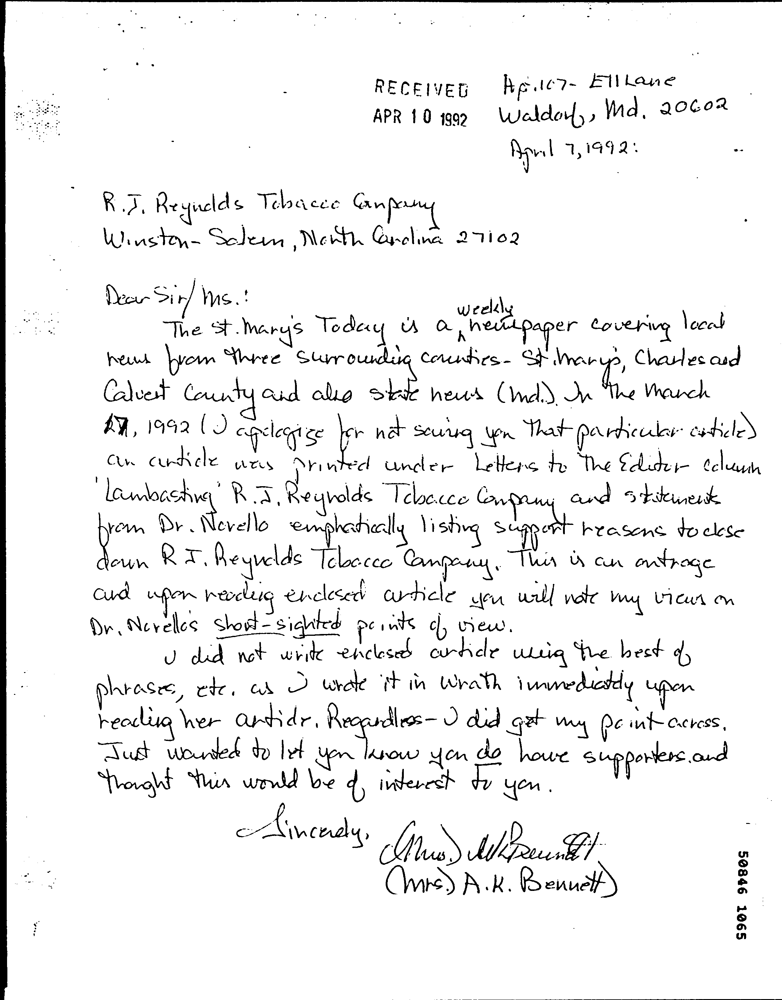 RECEIVED
APR 10 1992
Ap. 107- Ell Lane
Waldorf, Md. 20602
April 7, 1992:
R.J. Reynolds Tobacco Company
Winston-Salem, North Carolina 27102
Dear Sir/Ms.:
The St. Mary's Today is a weekly newspaper covering local
news from three surrounding counties- St. Mary's, Charles and
Calvert County and also state news (Md.). In the March
, 1992 (I apologize for not saving you that particular article)
an article was printed under Letters to The Editor column
'Lambasting' R.J. Reynolds Tobacco Company and statements
from Dr. Novello emphatically listing support reasons to close
down R.J. Reynolds Tobacco Company. This is an outrage
and upon reading enclosed article you will note my views on
Dr. Novello's short-sighted points of view.
I did not write enclosed article using the best of
phrases, etc. as I wrote it in wrath immediately upon
reading her article. Regardless- I did get my point across.
Just wanted to let you know you do have supporters. and
thought this would be of interest to you.
Sincerely,
(Mrs.) A.K. Bennett
(Mrs.) A.K. Bennett)
50846 1065